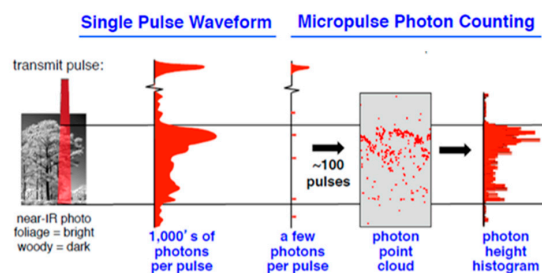 Single Pulse Waveform
Micropulse Photon Counting
transmit pulse:
near-IR photo
foliage = bright
woody = dark
1,000's of
photons
per pulse
a few
photons
per pulse
~100
pulses
photon
point
cloud
photon
height
histogram